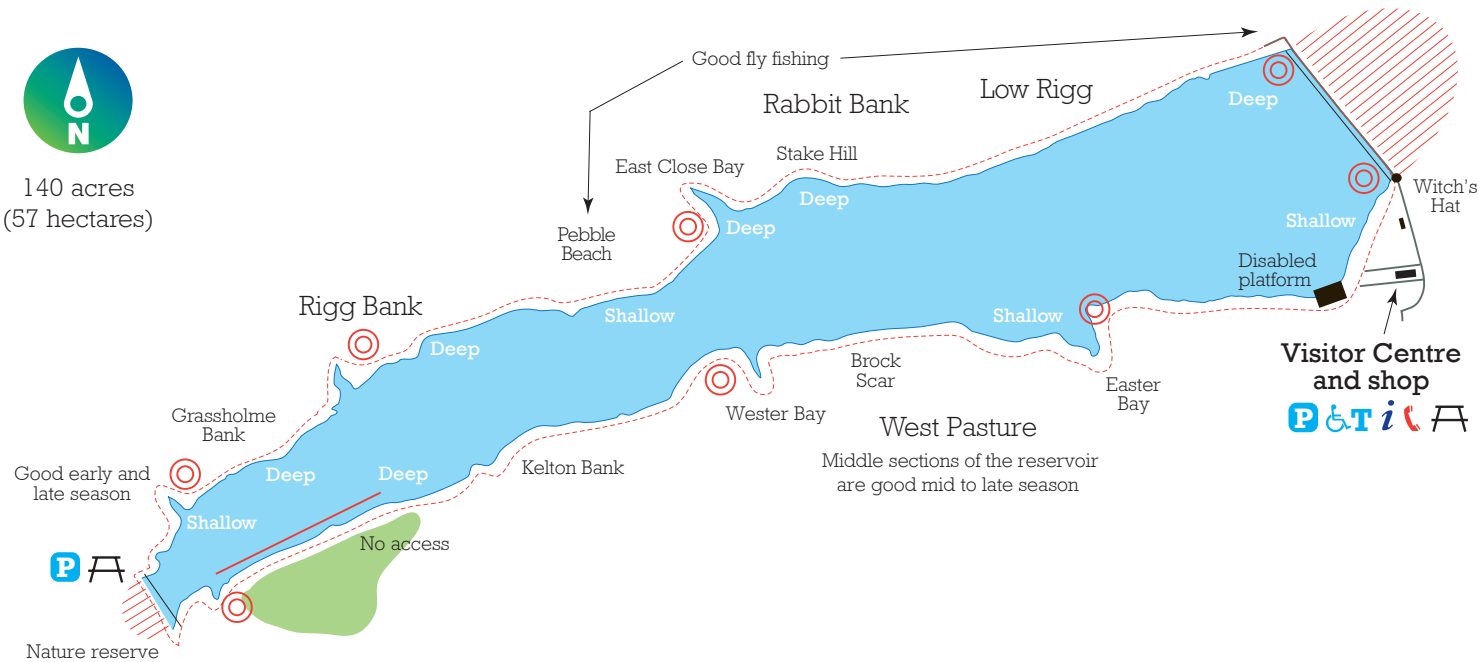 N
140 acres
(57 hectares)
Good fly fishing
Rabbit Bank
Low Rigg
Deep
East Close Bay
Stake Hill
Deep
Deep
Pebble
Beach
Witch's
Hat
Shallow
Disabled
platform
Rigg Bank
Shallow
Shallow
Deep
Visitor Centre
and shop
P T i
Brock
Scar
Easter
Bay
Wester Bay
West Pasture
Middle sections of the reservoir
are good mid to late season
Grassholme
Bank
Kelton Bank
Good early and
late season
Deep
Deep
Shallow
No access
P
Nature reserve